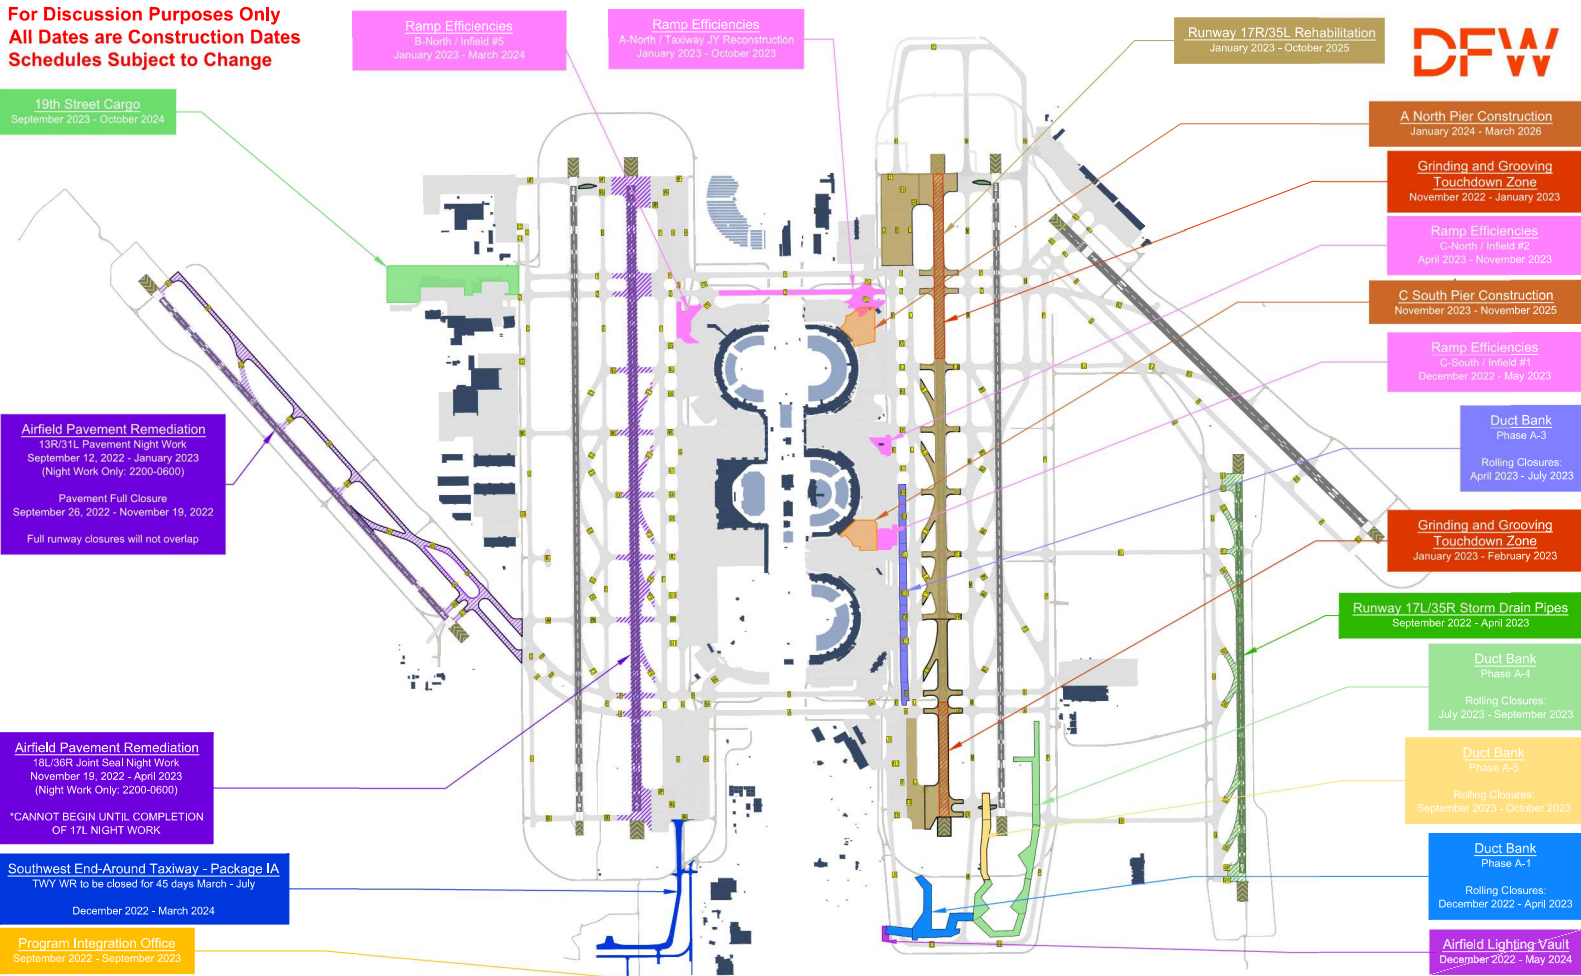 For Discussion Purposes Only
All Dates are Construction Dates
Schedules Subject to Change
Ramp Efficiencies
B-North / Infield #5
January 2023 - March 2024
Ramp Efficiencies
A-North / Taxiway JY Reconstruction
January 2023 - October 2023
Runway 17R/35L Rehabilitation
January 2023 - October 2025
DFW
19th Street Cargo
September 2023 - October 2024
A North Pier Construction
January 2024 - March 2026
Grinding and Grooving
Touchdown Zone
November 2022 - January 2023
Ramp Efficiencies
C-North / Infield #2
April 2023 - November 2023
C South Pier Construction
November 2023 - November 2025
Ramp Efficiencies
C-South / Infield #1
December 2022 - May 2023
Duct Bank
Phase A-3
Rolling Closures:
April 2023 - July 2023
Airfield Pavement Remediation
13R/31L Pavement Night Work
September 12, 2022 - January 2023
(Night Work Only: 2200-0600)
Pavement Full Closure
September 26, 2022 - November 19, 2022
Full runway closures will not overlap
Grinding and Grooving
Touchdown Zone
January 2023 - February 2023
Runway 17L/35R Storm Drain Pipes
September 2022 - April 2023
Duct Bank
Phase A-4
Rolling Closures:
July 2023 - September 2023
Airfield Pavement Remediation
18L/36R Joint Seal Night Work
November 19, 2022 - April 2023
(Night Work Only: 2200-0600)
*CANNOT BEGIN UNTIL COMPLETION
OF 17L NIGHT WORK
Duct Bank
Phase A-5
Rolling Closures:
September 2023 - October 2023
Southwest End-Around Taxiway - Package IA
TWY WR to be closed for 45 days March - July
December 2022 - March 2024
Duct Bank
Phase A-1
Rolling Closures:
December 2022 - April 2023
Program Integration Office
September 2022 - September 2023
Airfield Lighting Vault
December 2022 - May 2024